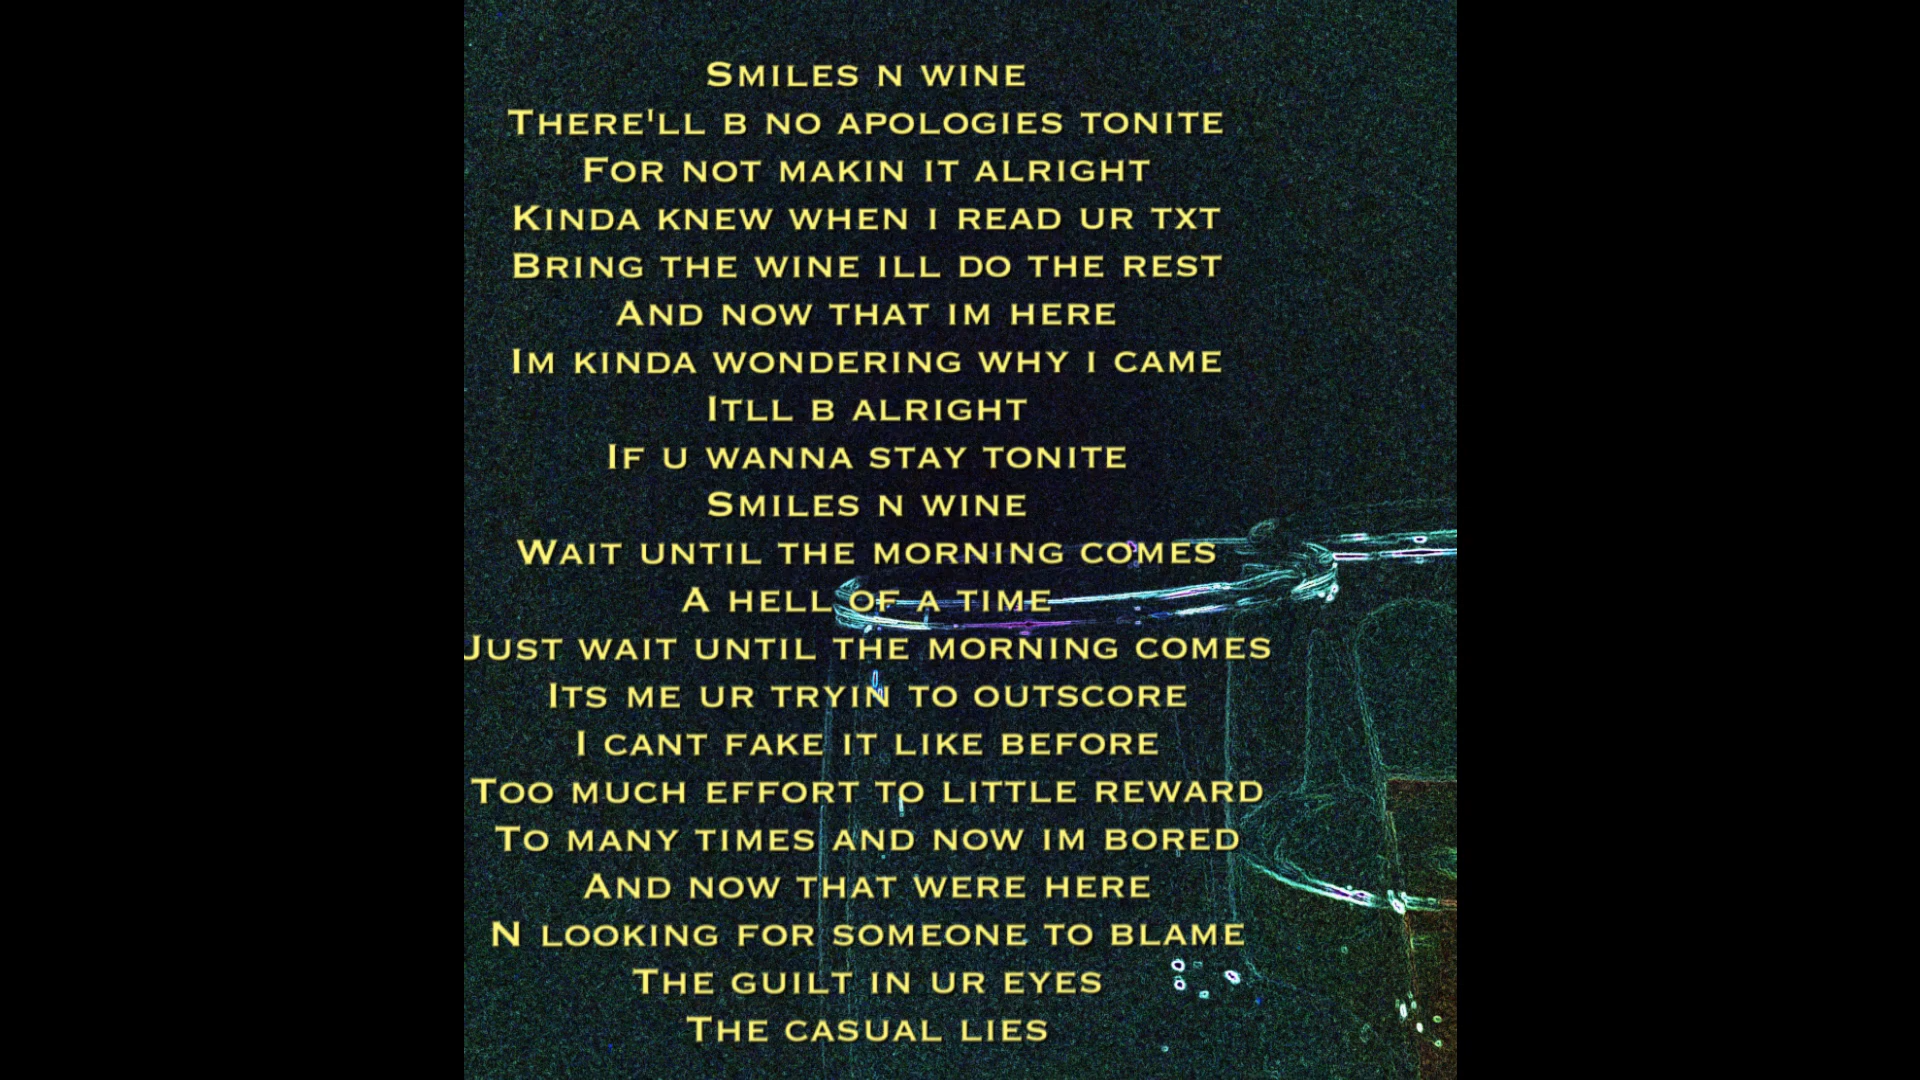 Smiles n wine
There'll b no apologies tonite
For not makin it alright
Kinda knew when i read ur txt
Bring the wine ill do the rest
And now that im here
Im kinda wondering why i came
Itll b alright
If u wanna stay tonite
Smiles n wine
Wait until the morning comes
A hell of a time
Just wait until the morning comes
Its me ur tryin to outscore
I cant fake it like before
Too much effort to little reward
To many times and now im bored
And now that were here
N looking for someone to blame
The guilt in ur eyes
The casual lies